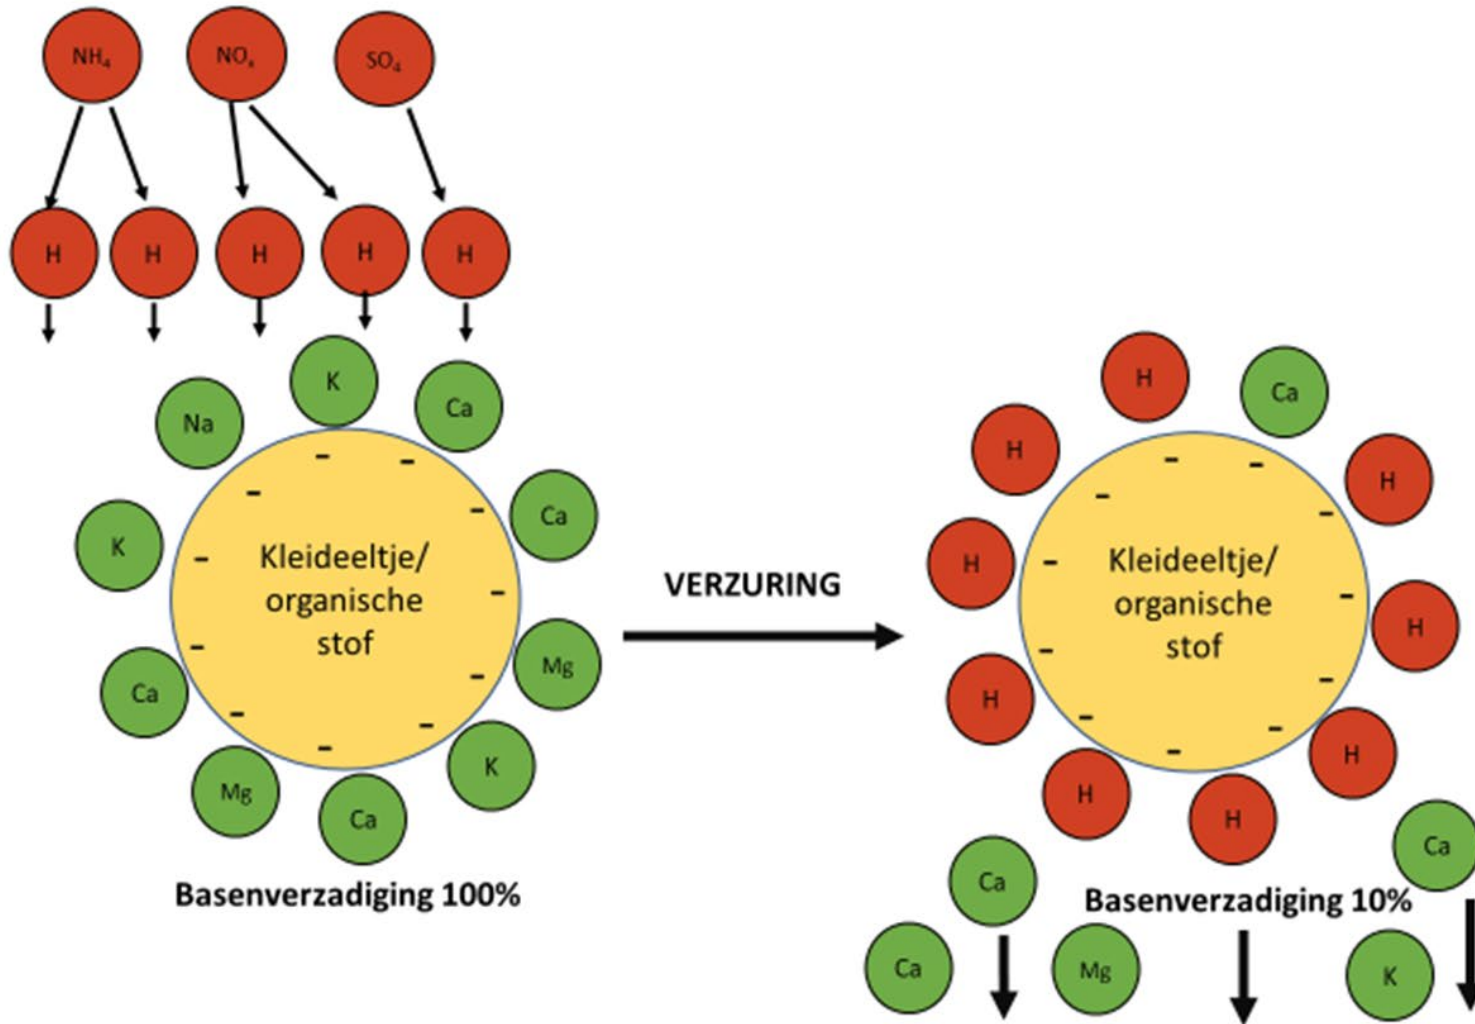 NH₄ NOₓ SO₄
H H H H H
K
Ca
Na
Ca
K
Kleideeltje/
organische
stof
Mg
Ca
K
Mg
Ca
- - - - - - - - - - - -
Basenverzadiging 100%
VERZURING
H
Ca
H
H
H
Kleideeltje/
organische
stof
H
H
H
H
H
- - - - - - - - - - - -
Basenverzadiging 10%
Ca
Ca
Ca
Mg
K